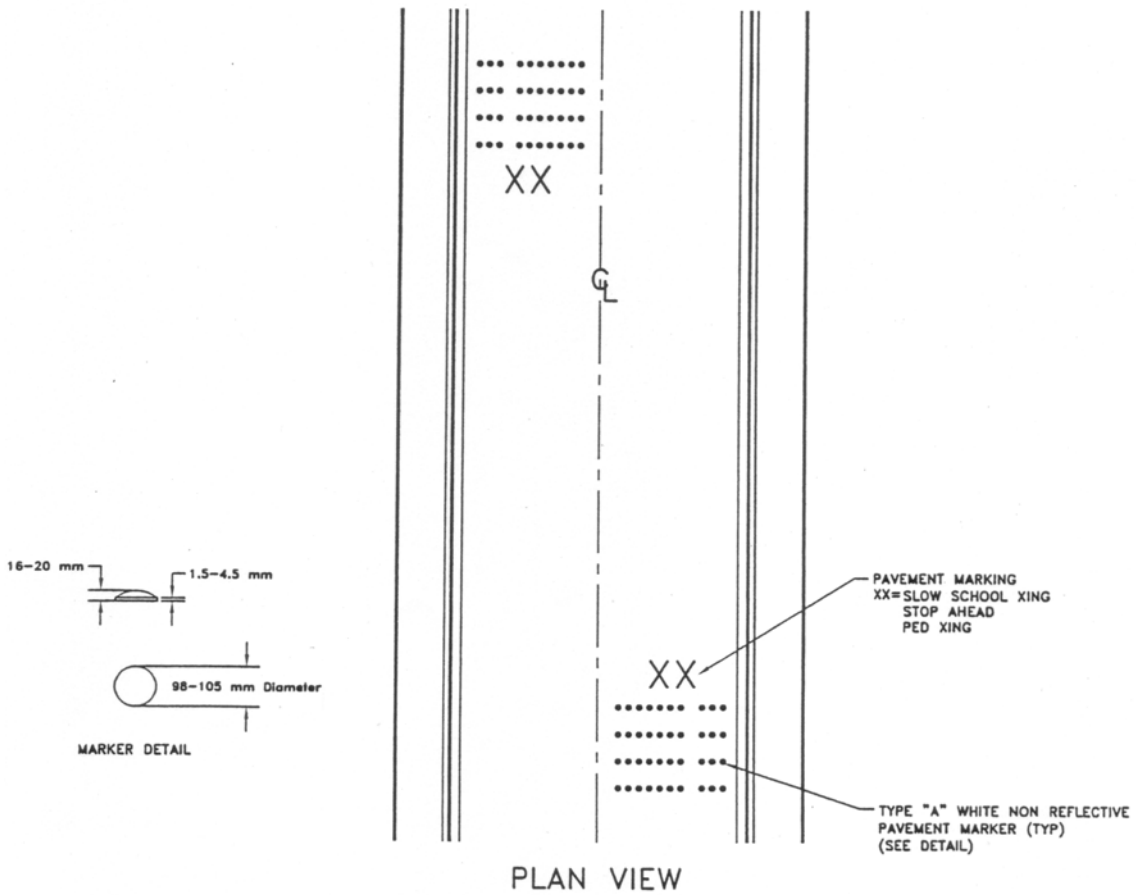 XX
℄
16-20 mm
1.5-4.5 mm
98-105 mm Diameter
MARKER DETAIL
PAVEMENT MARKING
XX=SLOW SCHOOL XING
STOP AHEAD
PED XING
XX
TYPE "A" WHITE NON REFLECTIVE
PAVEMENT MARKER (TYP)
(SEE DETAIL)
PLAN VIEW